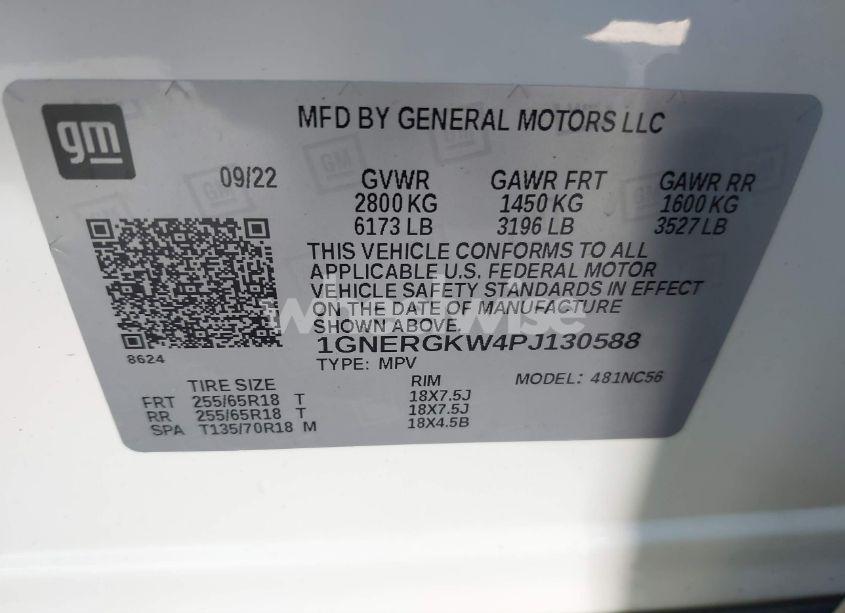 gm
MFD BY GENERAL MOTORS LLC
09/22 GVWR GAWR FRT GAWR RR
2800 KG 1450 KG 1600 KG
6173 LB 3196 LB 3527 LB
THIS VEHICLE CONFORMS TO ALL
APPLICABLE U.S. FEDERAL MOTOR
VEHICLE SAFETY STANDARDS IN EFFECT
ON THE DATE OF MANUFACTURE
SHOWN ABOVE.
8624
1GNERGKW4PJ130588
TYPE: MPV MODEL: 481NC56
TIRE SIZE RIM
FRT 255/65R18 T 18X7.5J
RR 255/65R18 T 18X7.5J
SPA T135/70R18 M 18X4.5B